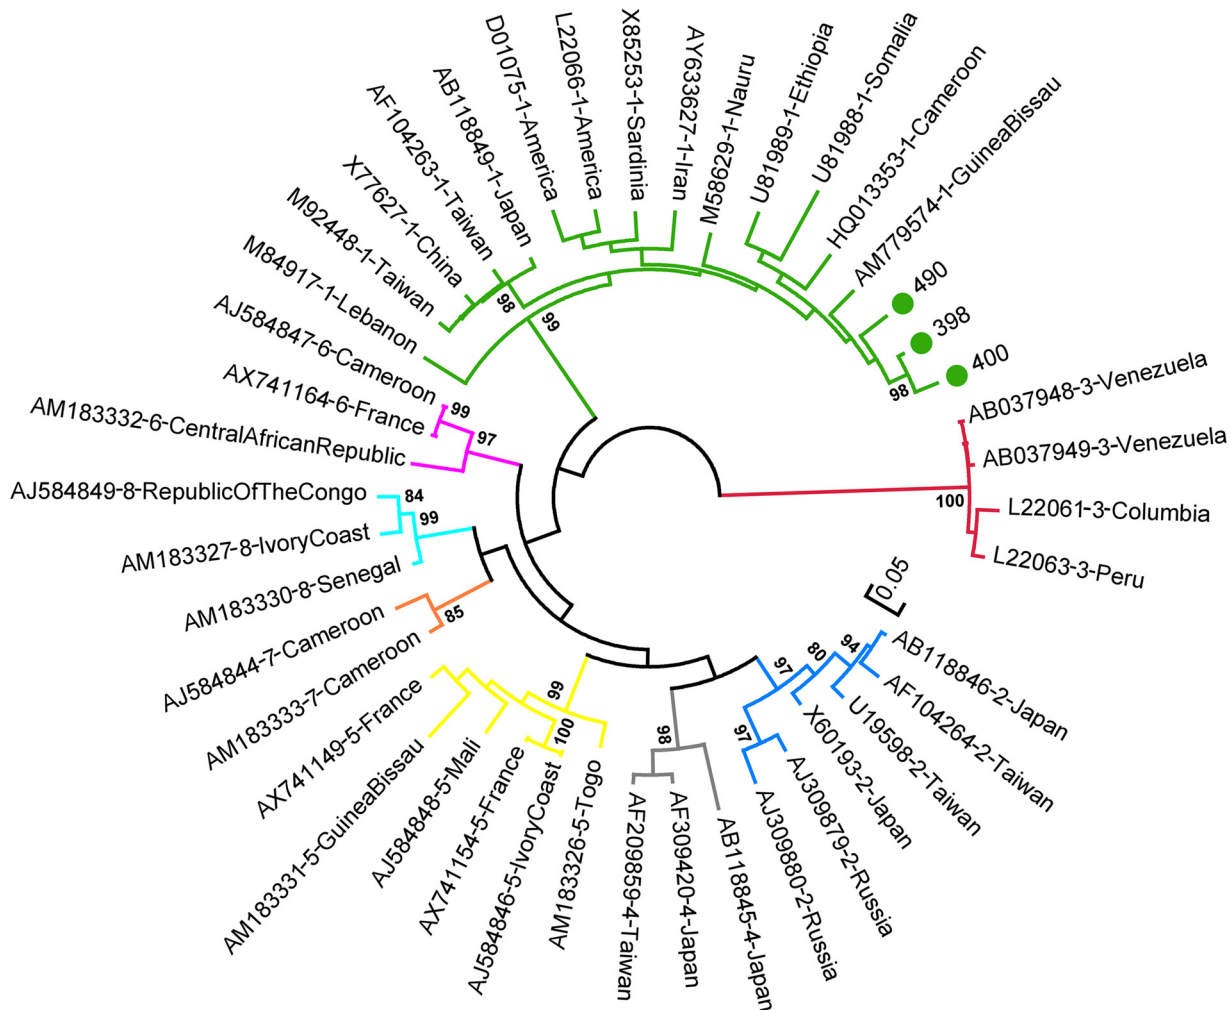 D01075-1-America
L22066-1-America
X85253-1-Sardinia
AY633627-1-Iran
M58629-1-Nauru
U81989-1-Ethiopia
U81988-1-Somalia
HQ013353-1-Cameroon
AM779574-1-GuineaBissau
490
398
400
98
AB037948-3-Venezuela
AB037949-3-Venezuela
100
L22061-3-Columbia
L22063-3-Peru
0.05
AB118846-2-Japan
94
AF104264-2-Taiwan
80
U19598-2-Taiwan
97
X60193-2-Japan
AJ309879-2-Russia
97
AJ309880-2-Russia
AB118845-4-Japan
98
AF309420-4-Japan
AF209859-4-Taiwan
AM183326-5-Togo
99
100
AJ584846-5-IvoryCoast
AX741154-5-France
AJ584848-5-Mali
AM183331-5-GuineaBissau
AX741149-5-France
AM183333-7-Cameroon
85
AJ584844-7-Cameroon
AM183330-8-Senegal
99
AM183327-8-IvoryCoast
84
AJ584849-8-RepublicOfTheCongo
AM183332-6-CentralAfricanRepublic
97
AX741164-6-France
99
AJ584847-6-Cameroon
M84917-1-Lebanon
99
M92448-1-Taiwan
98
X77627-1-China
AF104263-1-Taiwan
AB118849-1-Japan